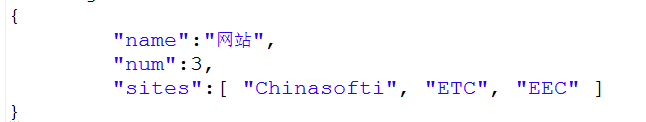 {
"name":"网站",
"num":3,
"sites":[ "Chinasofti", "ETC", "EEC" ]
}